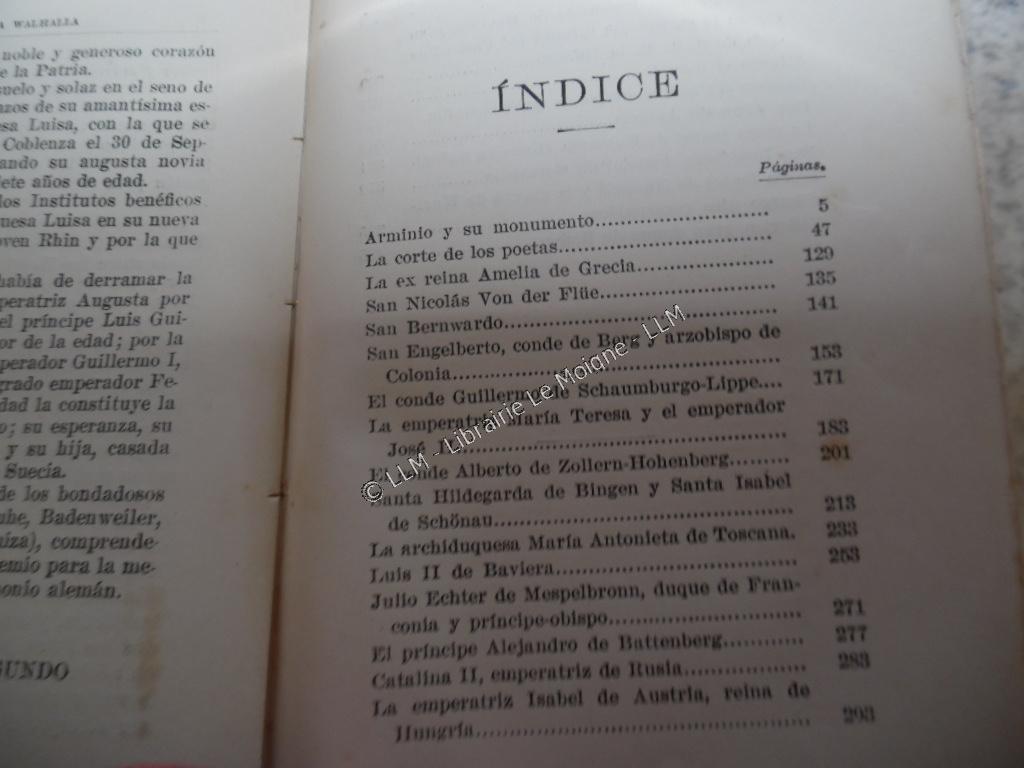 A WALHALLA
noble y generoso corazón
e la Patria.
suelo y solaz en el seno de
zos de su amantísima es-
esa Luisa, con la que se
Coblenza el 30 de Sep-
ando su augusta novia
iete años de edad.
los Institutos benéficos
uesa Luisa en su nueva
oven Rhin y por la que
había de derramar la
peratriz Augusta por
el príncipe Luis Gui-
or de la edad; por la
perador Guillermo I,
grado emperador Fe-
dad la constituye la
o; su esperanza, su
y su hija, casada
Suecia.
de los bondadosos
uhe, Badenweiler,
iza), comprende-
emio para la me-
onio alemán.
GUNDO
ÍNDICE
Páginas.
Arminio y su monumento.......................... 5
La corte de los poetas................................ 47
La ex reina Amelia de Grecia.................... 129
San Nicolás Von der Flüe.......................... 135
San Bernwardo......................................... 141
San Engelberto, conde de Berg y arzobispo de
Colonia................................................ 153
El conde Guillermo de Schaumburgo-Lippe.... 171
La emperatriz María Teresa y el emperador
José II................................................ 183
El conde Alberto de Zollern-Hohenberg......... 201
Santa Hildegarda de Bingen y Santa Isabel
de Schönau........................................... 213
La archiduquesa María Antonieta de Toscana. 233
Luis II de Baviera..................................... 253
Julio Echter de Mespelbronn, duque de Fran-
conia y príncipe-obispo............................ 271
El príncipe Alejandro de Battenberg............ 277
Catalina II, emperatriz de Rusia.................. 283
La emperatriz Isabel de Austria, reina de
Hungría................................................ 293
© LLM - Librairie Le Moigne - LLM